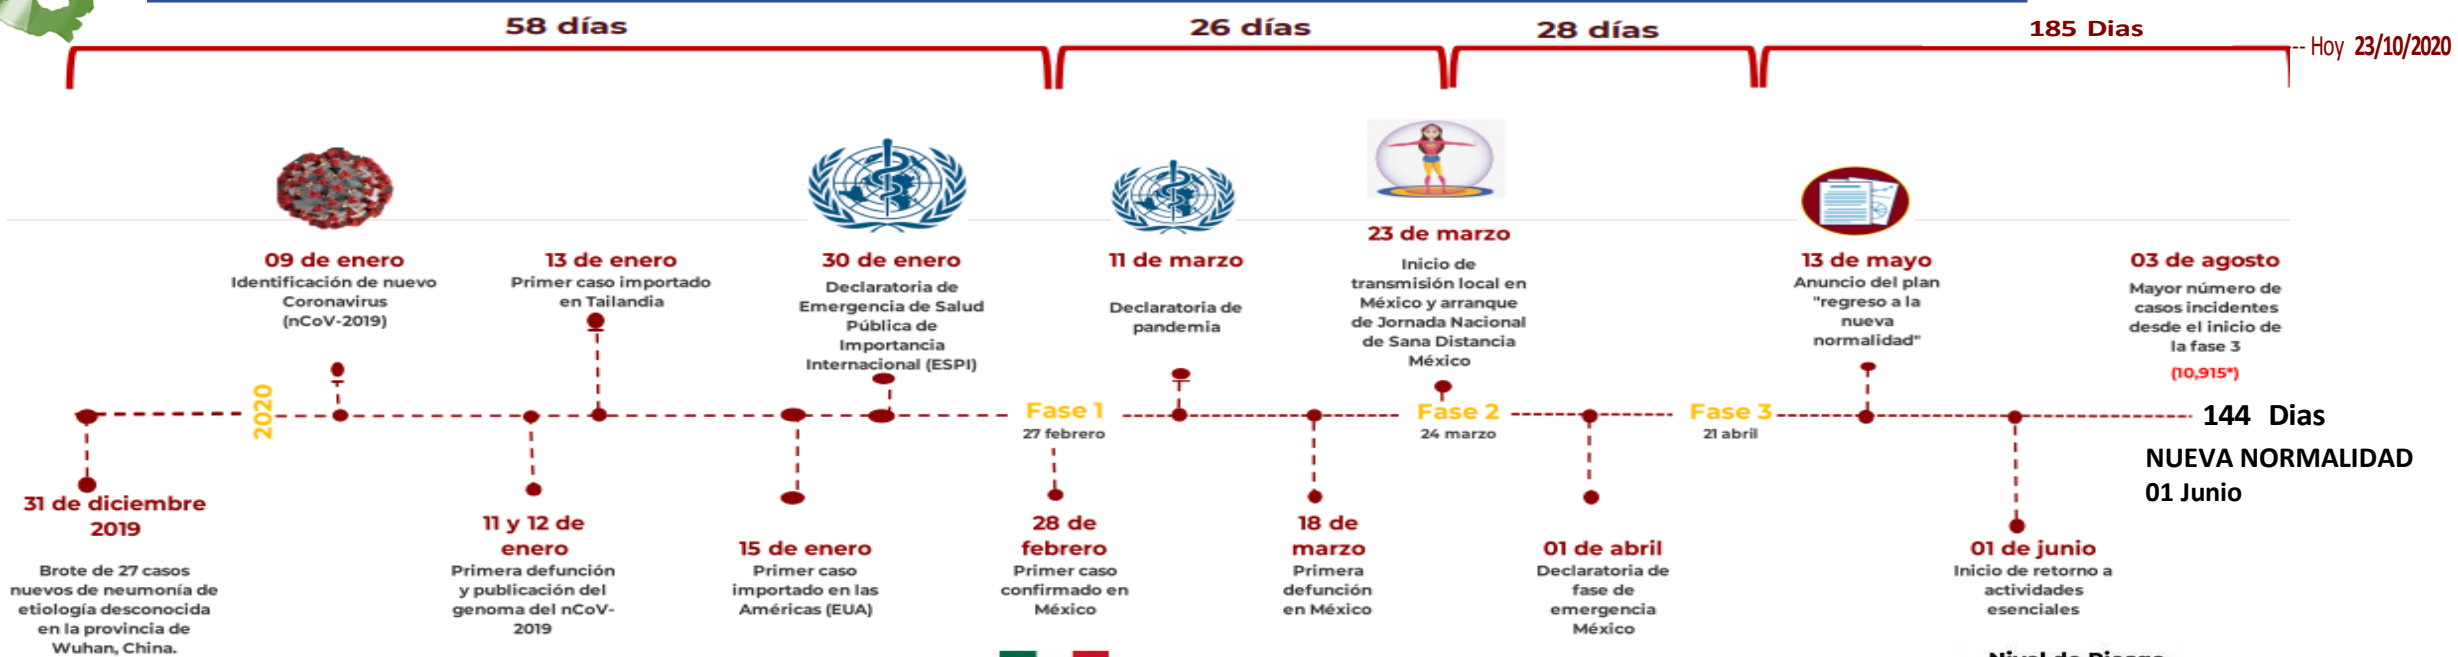 58 días
26 días
28 días
185 Dias
-- Hoy 23/10/2020
09 de enero
Identificación de nuevo
Coronavirus
(nCoV-2019)
13 de enero
Primer caso importado
en Tailandia
30 de enero
Declaratoria de
Emergencia de Salud
Pública de
Importancia
Internacional (ESPI)
11 de marzo
Declaratoria de
pandemia
23 de marzo
Inicio de
transmisión local en
México y arranque
de Jornada Nacional
de Sana Distancia
México
13 de mayo
Anuncio del plan
"regreso a la
nueva
normalidad"
03 de agosto
Mayor número de
casos incidentes
desde el inicio de
la fase 3
(10,915*)
2020
Fase 1
27 febrero
Fase 2
24 marzo
Fase 3
21 abril
144 Dias
NUEVA NORMALIDAD
01 Junio
31 de diciembre
2019
Brote de 27 casos
nuevos de neumonía de
etiología desconocida
en la provincia de
Wuhan, China.
11 y 12 de
enero
Primera defunción
y publicación del
genoma del nCoV-
2019
15 de enero
Primer caso
importado en las
Américas (EUA)
28 de
febrero
Primer caso
confirmado en
México
18 de
marzo
Primera
defunción
en México
01 de abril
Declaratoria de
fase de
emergencia
México
01 de junio
Inicio de retorno a
actividades
esenciales